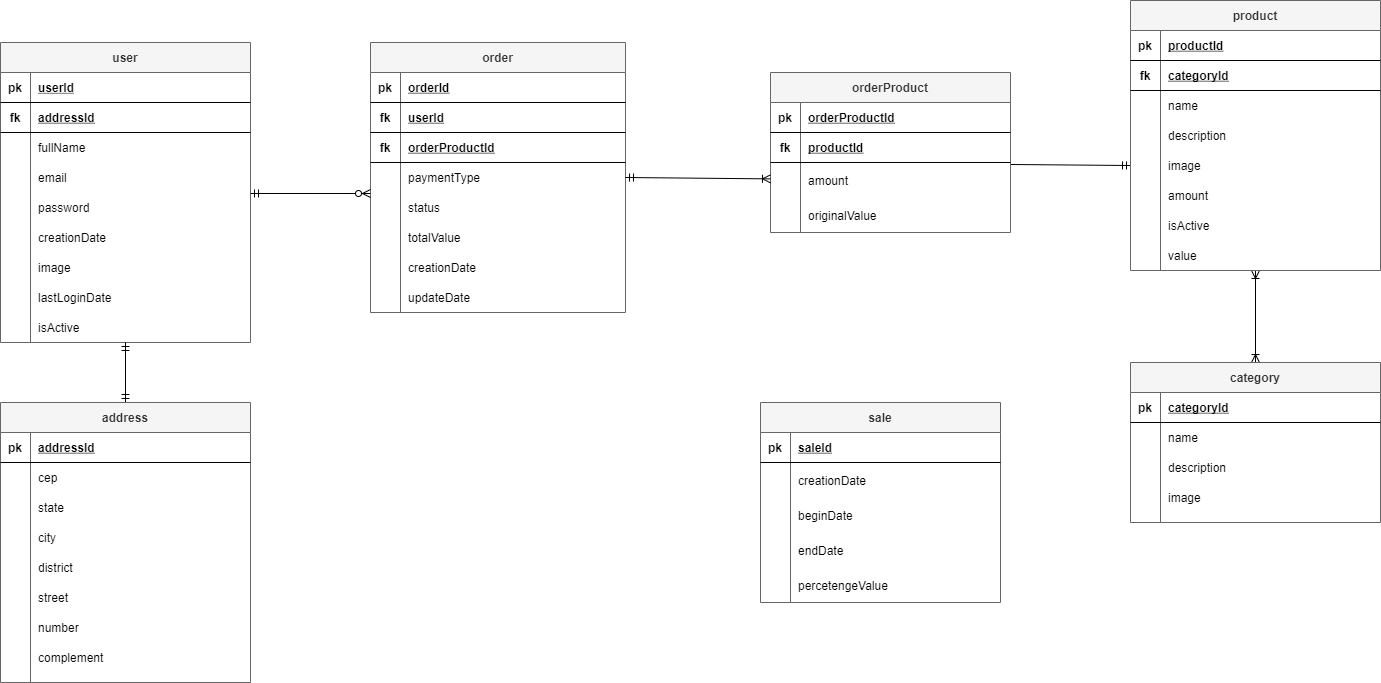 user
pk userId
fk addressId
fullName
email
password
creationDate
image
lastLoginDate
isActive
order
pk orderId
fk userId
fk orderProductId
paymentType
status
totalValue
creationDate
updateDate
orderProduct
pk orderProductId
fk productId
amount
originalValue
product
pk productId
fk categoryId
name
description
image
amount
isActive
value
address
pk addressId
cep
state
city
district
street
number
complement
sale
pk saleId
creationDate
beginDate
endDate
percetengeValue
category
pk categoryId
name
description
image